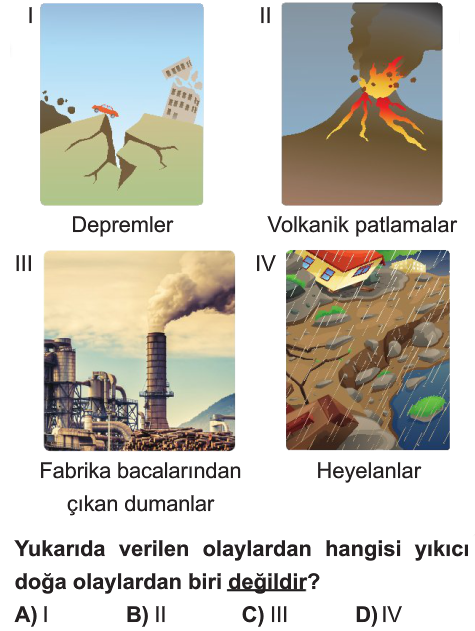 I
II
Depremler
Volkanik patlamalar
III
IV
Fabrika bacalarından
çıkan dumanlar
Heyelanlar
Yukarıda verilen olaylardan hangisi yıkıcı
doğa olaylardan biri değildir?
A) I B) II C) III D) IV